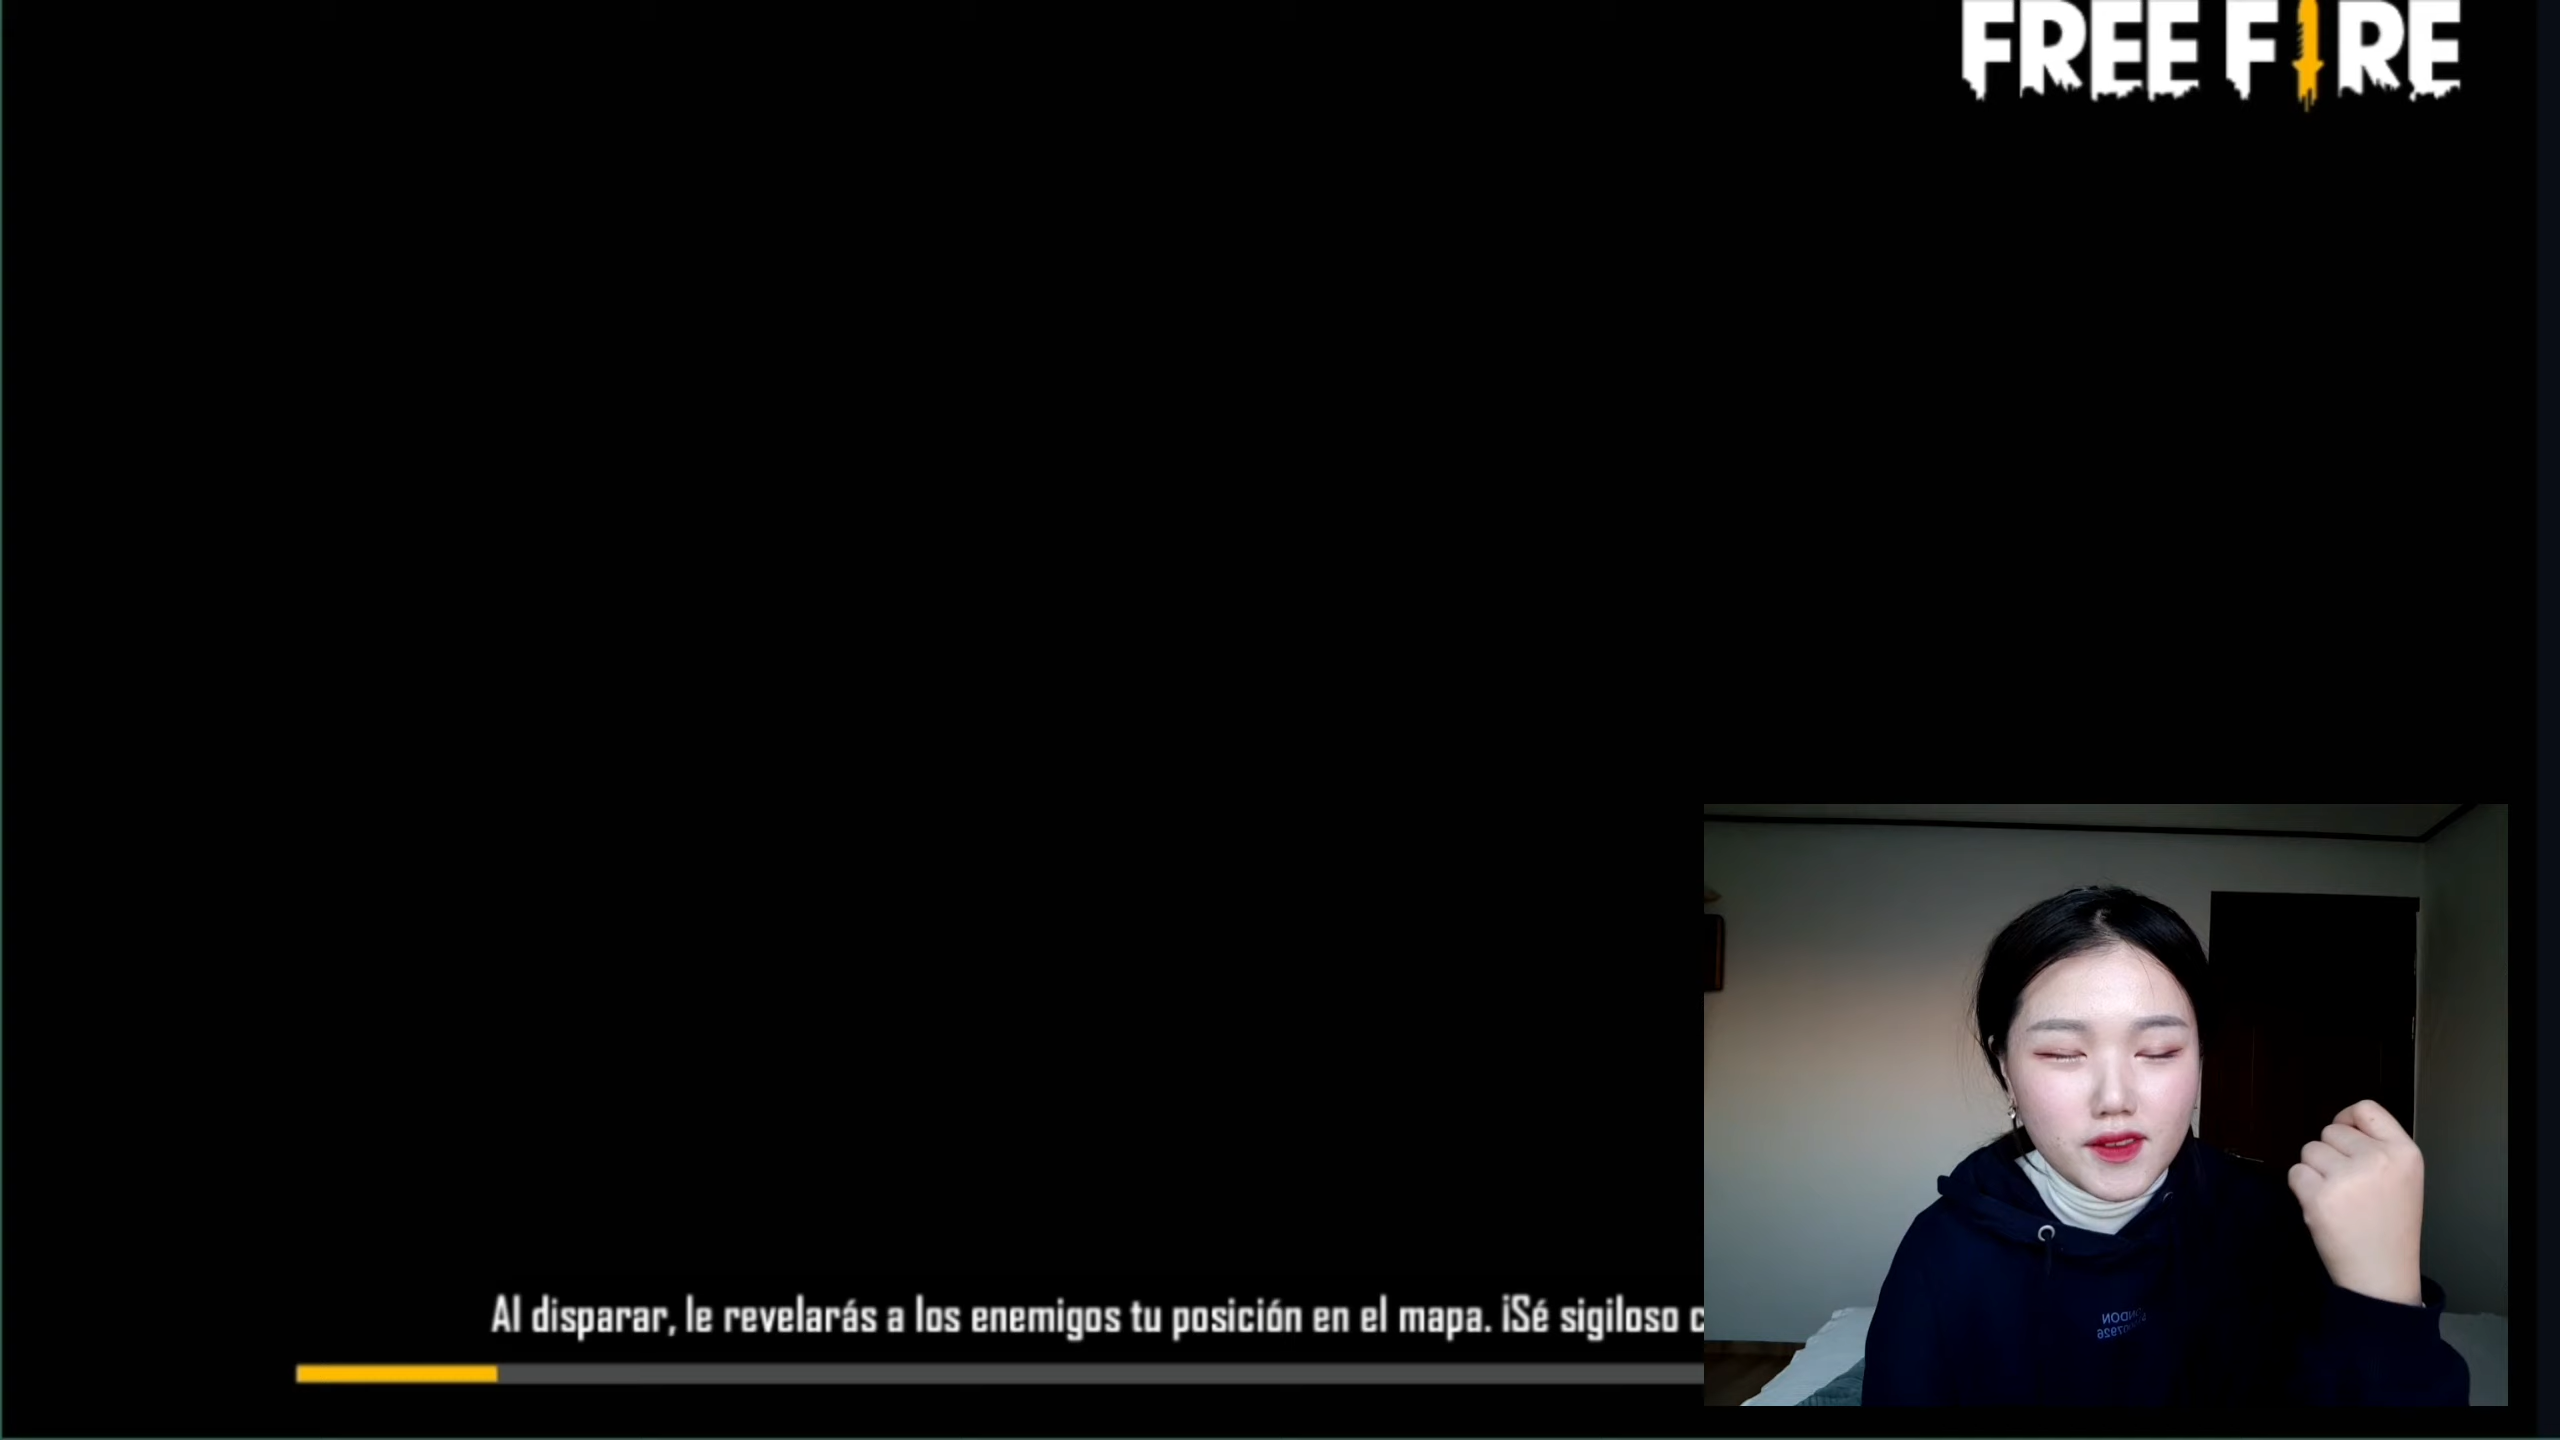 FREE FIRE
Al disparar, le revelarás a los enemigos tu posición en el mapa. ¡Sé sigiloso